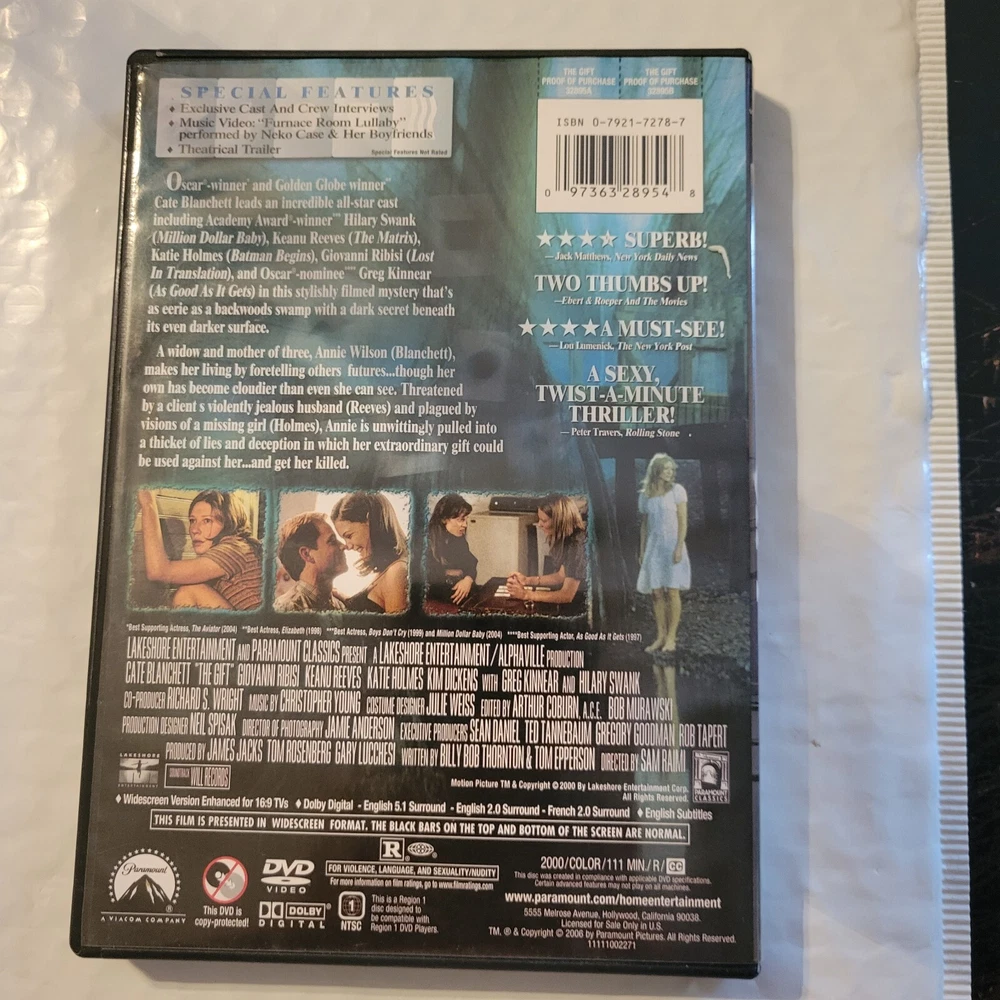 SPECIAL FEATURES
♦ Exclusive Cast And Crew Interviews
♦ Music Video: "Furnace Room Lullaby"
performed by Neko Case & Her Boyfriends
♦ Theatrical Trailer
Special Features Not Rated
Oscar®-winner* and Golden Globe winner**
Cate Blanchett leads an incredible all-star cast
including Academy Award®-winner*** Hilary Swank
(Million Dollar Baby), Keanu Reeves (The Matrix),
Katie Holmes (Batman Begins), Giovanni Ribisi (Lost
In Translation), and Oscar®-nominee**** Greg Kinnear
(As Good As It Gets) in this stylishly filmed mystery that's
as eerie as a backwoods swamp with a dark secret beneath
its even darker surface.
A widow and mother of three, Annie Wilson (Blanchett),
makes her living by foretelling others futures...though her
own has become cloudier than even she can see. Threatened
by a client s violently jealous husband (Reeves) and plagued by
visions of a missing girl (Holmes), Annie is unwittingly pulled into
a thicket of lies and deception in which her extraordinary gift could
be used against her...and get her killed.
THE GIFT
PROOF OF PURCHASE
32895A
THE GIFT
PROOF OF PURCHASE
32895B
ISBN 0-7921-7278-7
0 97363 28954 8
★★★★ SUPERB!
— Jack Matthews, New York Daily News
TWO THUMBS UP!
—Ebert & Roeper And The Movies
★★★★A MUST-SEE!
— Lou Lumenick, The New York Post
A SEXY,
TWIST-A-MINUTE
THRILLER!
— Peter Travers, Rolling Stone
*Best Supporting Actress, The Aviator (2004) **Best Actress, Elizabeth (1998) ***Best Actress, Boys Don't Cry (1999) and Million Dollar Baby (2004) ****Best Supporting Actor, As Good As It Gets (1997)
LAKESHORE ENTERTAINMENT AND PARAMOUNT CLASSICS PRESENT A LAKESHORE ENTERTAINMENT/ALPHAVILLE PRODUCTION
CATE BLANCHETT "THE GIFT" GIOVANNI RIBISI KEANU REEVES KATIE HOLMES KIM DICKENS WITH GREG KINNEAR AND HILARY SWANK
CO-PRODUCER RICHARD S. WRIGHT MUSIC BY CHRISTOPHER YOUNG COSTUME DESIGNER JULIE WEISS EDITED BY ARTHUR COBURN, A.C.E. BOB MURAWSKI
PRODUCTION DESIGNER NEIL SPISAK DIRECTOR OF PHOTOGRAPHY JAMIE ANDERSON EXECUTIVE PRODUCERS SEAN DANIEL TED TANNEBAUM GREGORY GOODMAN ROB TAPERT
PRODUCED BY JAMES JACKS TOM ROSENBERG GARY LUCCHESI WRITTEN BY BILLY BOB THORNTON & TOM EPPERSON DIRECTED BY SAM RAIMI
LAKESHORE
ENTERTAINMENT
SOUNDTRACK WILL RECORDS
Motion Picture TM & Copyright © 2000 By Lakeshore Entertainment Corp.
All Rights Reserved.
PARAMOUNT
CLASSICS
♦ Widescreen Version Enhanced for 16:9 TVs ♦ Dolby Digital - English 5.1 Surround - English 2.0 Surround - French 2.0 Surround ♦ English Subtitles
THIS FILM IS PRESENTED IN WIDESCREEN FORMAT. THE BLACK BARS ON THE TOP AND BOTTOM OF THE SCREEN ARE NORMAL.
Paramount
®
A VIACOM COMPANY
This DVD is
copy-protected!
DVD
VIDEO
DOLBY
DIGITAL
R
FOR VIOLENCE, LANGUAGE, AND SEXUALITY/NUDITY
For more information on film ratings, go to www.filmratings.com
1
NTSC
This is a Region 1
disc designed to
be compatible with
Region 1 DVD Players.
2000/COLOR/111 MIN./R/CC
This disc was created in compliance with applicable DVD specifications.
Certain advanced features may not play on all machines.
www.paramount.com/homeentertainment
5555 Melrose Avenue, Hollywood, California 90038.
Licensed for Sale Only in U.S.
TM, ® & Copyright © 2006 by Paramount Pictures. All Rights Reserved.
11111002271